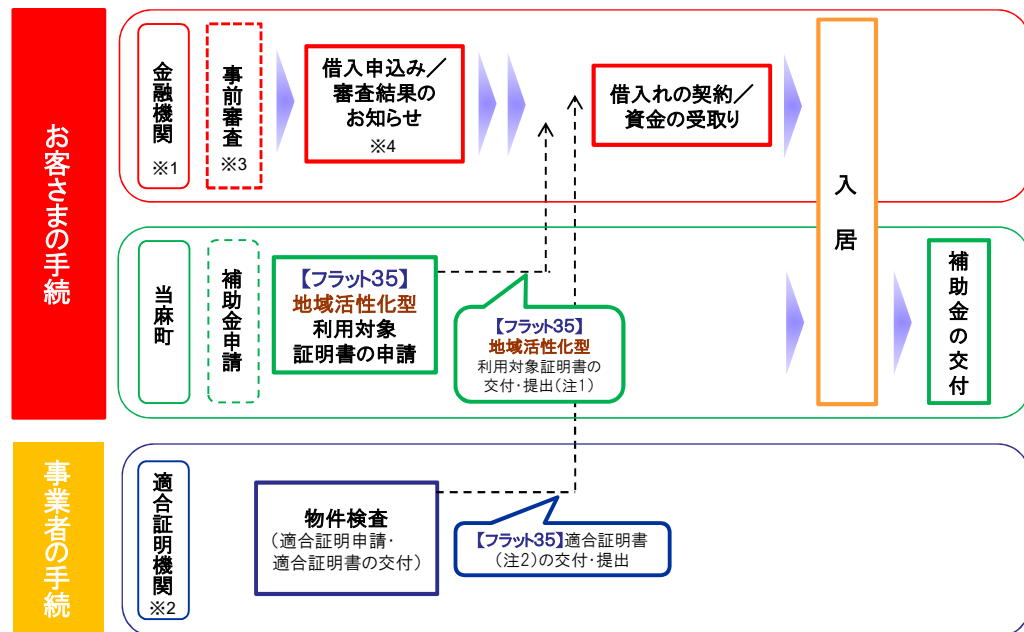 お客さまの手続
金融機関
※1
事前審査
※3
借入申込み／
審査結果の
お知らせ
※4
借入れの契約／
資金の受取り
入居
当麻町
補助金申請
【フラット35】
地域活性化型
利用対象
証明書の申請
【フラット35】
地域活性化型
利用対象証明書の
交付・提出(注1)
補助金の交付
事業者の手続
適合証明機関
※2
物件検査
（適合証明申請・
適合証明書の交付）
【フラット35】適合証明書
(注2)の交付・提出